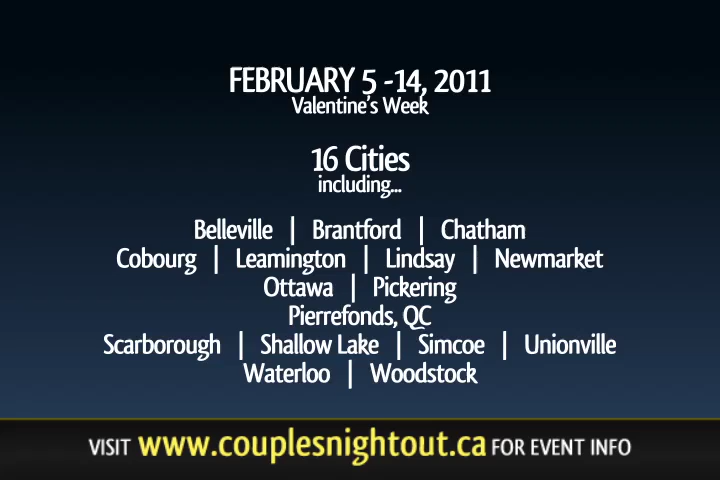 FEBRUARY 5 -14, 2011
Valentine's Week
16 Cities
including...
Belleville | Brantford | Chatham
Cobourg | Leamington | Lindsay | Newmarket
Ottawa | Pickering
Pierrefonds, QC
Scarborough | Shallow Lake | Simcoe | Unionville
Waterloo | Woodstock
VISIT www.couplesnightout.ca FOR EVENT INFO